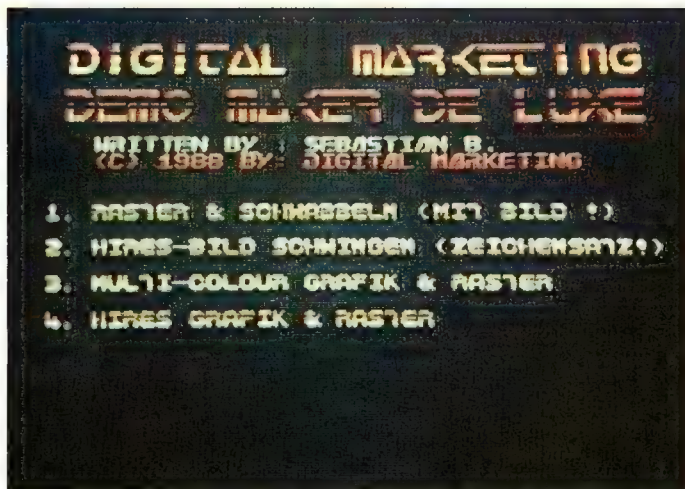 DIGITAL MARKETING
DEMO MAKER DE LUXE
WRITTEN BY : SEBASTIAN B.
(C) 1988 BY DIGITAL MARKETING
1. RASTER & SCHWABBELN (MIT BILD !)
2. HIRES-BILD SCHWINGEN (ZEICHENSATZ!)
3. MULTI-COLOUR GRAFIK & RASTER
4. HIRES GRAFIK & RASTER